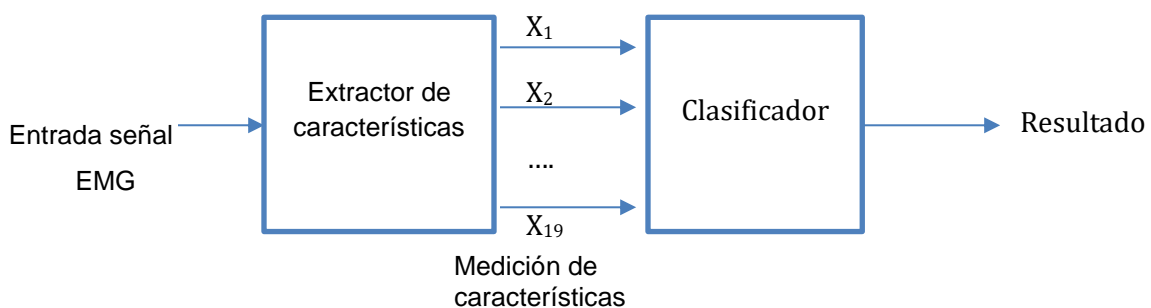 Entrada señal
EMG
Extractor de
características
X₁
X₂
....
X₁₉
Medición de
características
Clasificador
Resultado